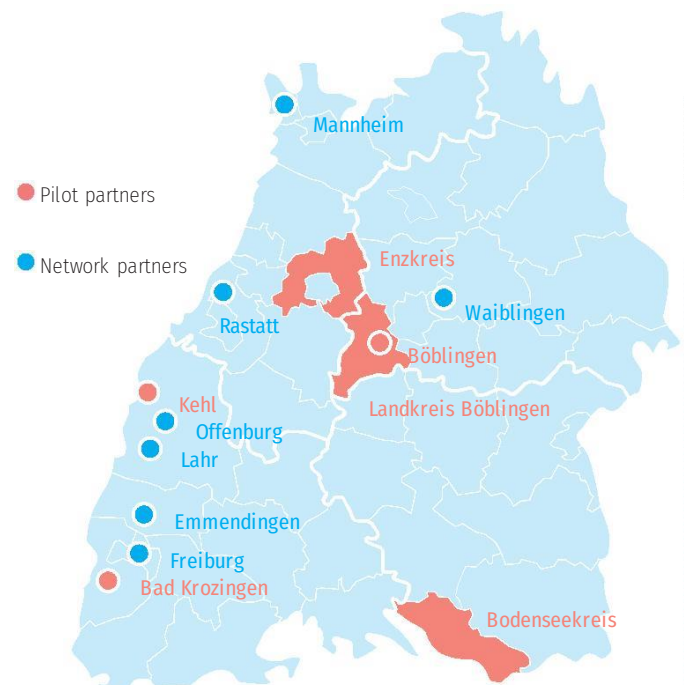 Mannheim
Pilot partners
Enzkreis
Network partners
Waiblingen
Rastatt
Böblingen
Kehl
Landkreis Böblingen
Offenburg
Lahr
Emmendingen
Freiburg
Bad Krozingen
Bodenseekreis